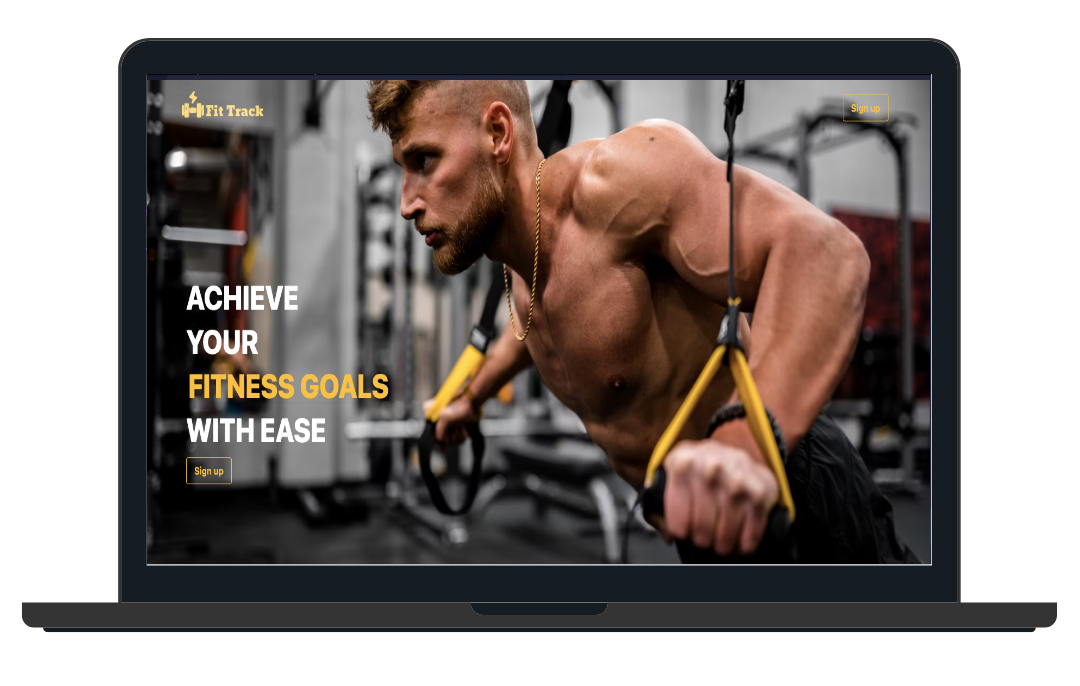 Fit Track
Sign up
ACHIEVE
YOUR
FITNESS GOALS
WITH EASE
Sign up